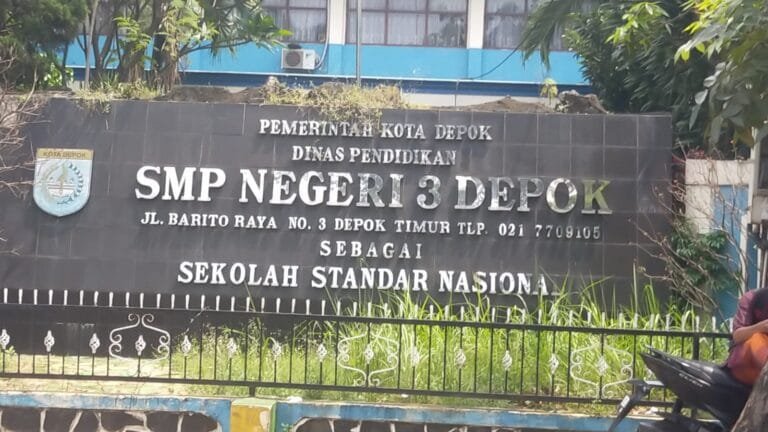 PEMERINTAH KOTA DEPOK
DINAS PENDIDIKAN
KOTA DEPOK
SMP NEGERI 3 DEPOK
JL. BARITO RAYA NO. 3 DEPOK TIMUR TLP. 021 7709105
SEBAGAI
SEKOLAH STANDAR NASIONA